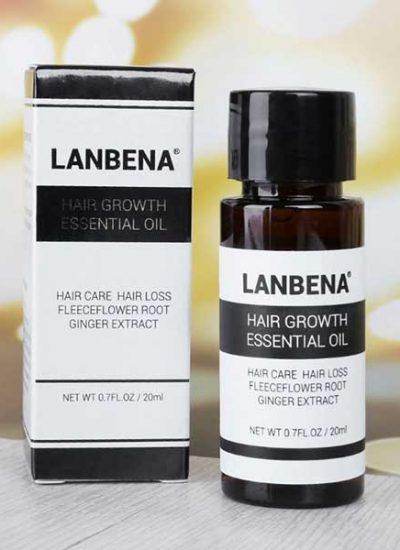 LANBENA®
HAIR GROWTH
ESSENTIAL OIL
HAIR CARE HAIR LOSS
FLEECEFLOWER ROOT
GINGER EXTRACT
NET WT 0.7FL.OZ / 20ml
LANBENA®
HAIR GROWTH
ESSENTIAL OIL
HAIR CARE HAIR LOSS
FLEECEFLOWER ROOT
GINGER EXTRACT
NET WT 0.7FL.OZ / 20ml